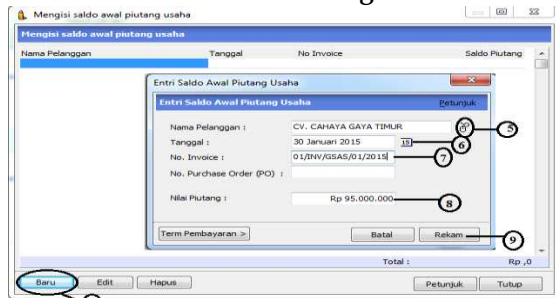 Mengisi saldo awal piutang usaha
Mengisi saldo awal piutang usaha
Nama Pelanggan Tanggal No Invoice Saldo Piutang
Entri Saldo Awal Piutang Usaha
Entri Saldo Awal Piutang Usaha Petunjuk
Nama Pelanggan : CV. CAHAYA GAYA TIMUR 5
Tanggal : 30 Januari 2015 15 6
No. Invoice : 01/INV/GSAS/01/2015 7
No. Purchase Order (PO) :
Nilai Piutang : Rp 95.000.000 8
Term Pembayaran > Batal Rekam 9
Total : Rp ,0
Baru Edit Hapus Petunjuk Tutup